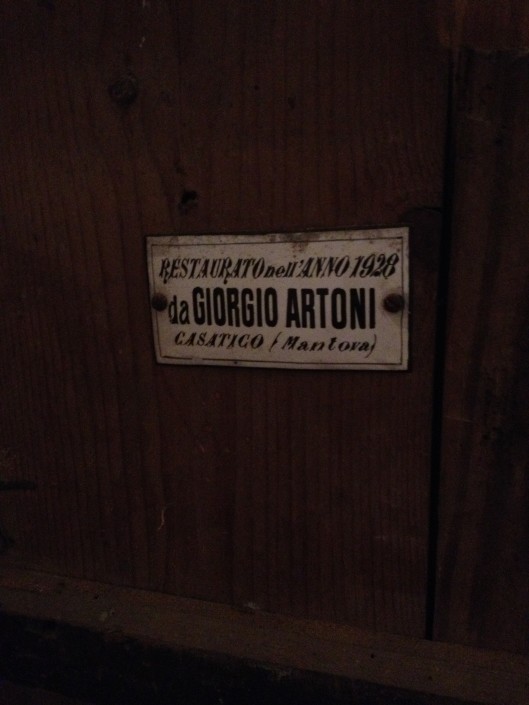 RESTAURATO nell'ANNO 1928
da GIORGIO ARTONI
CASATICO (Mantova)